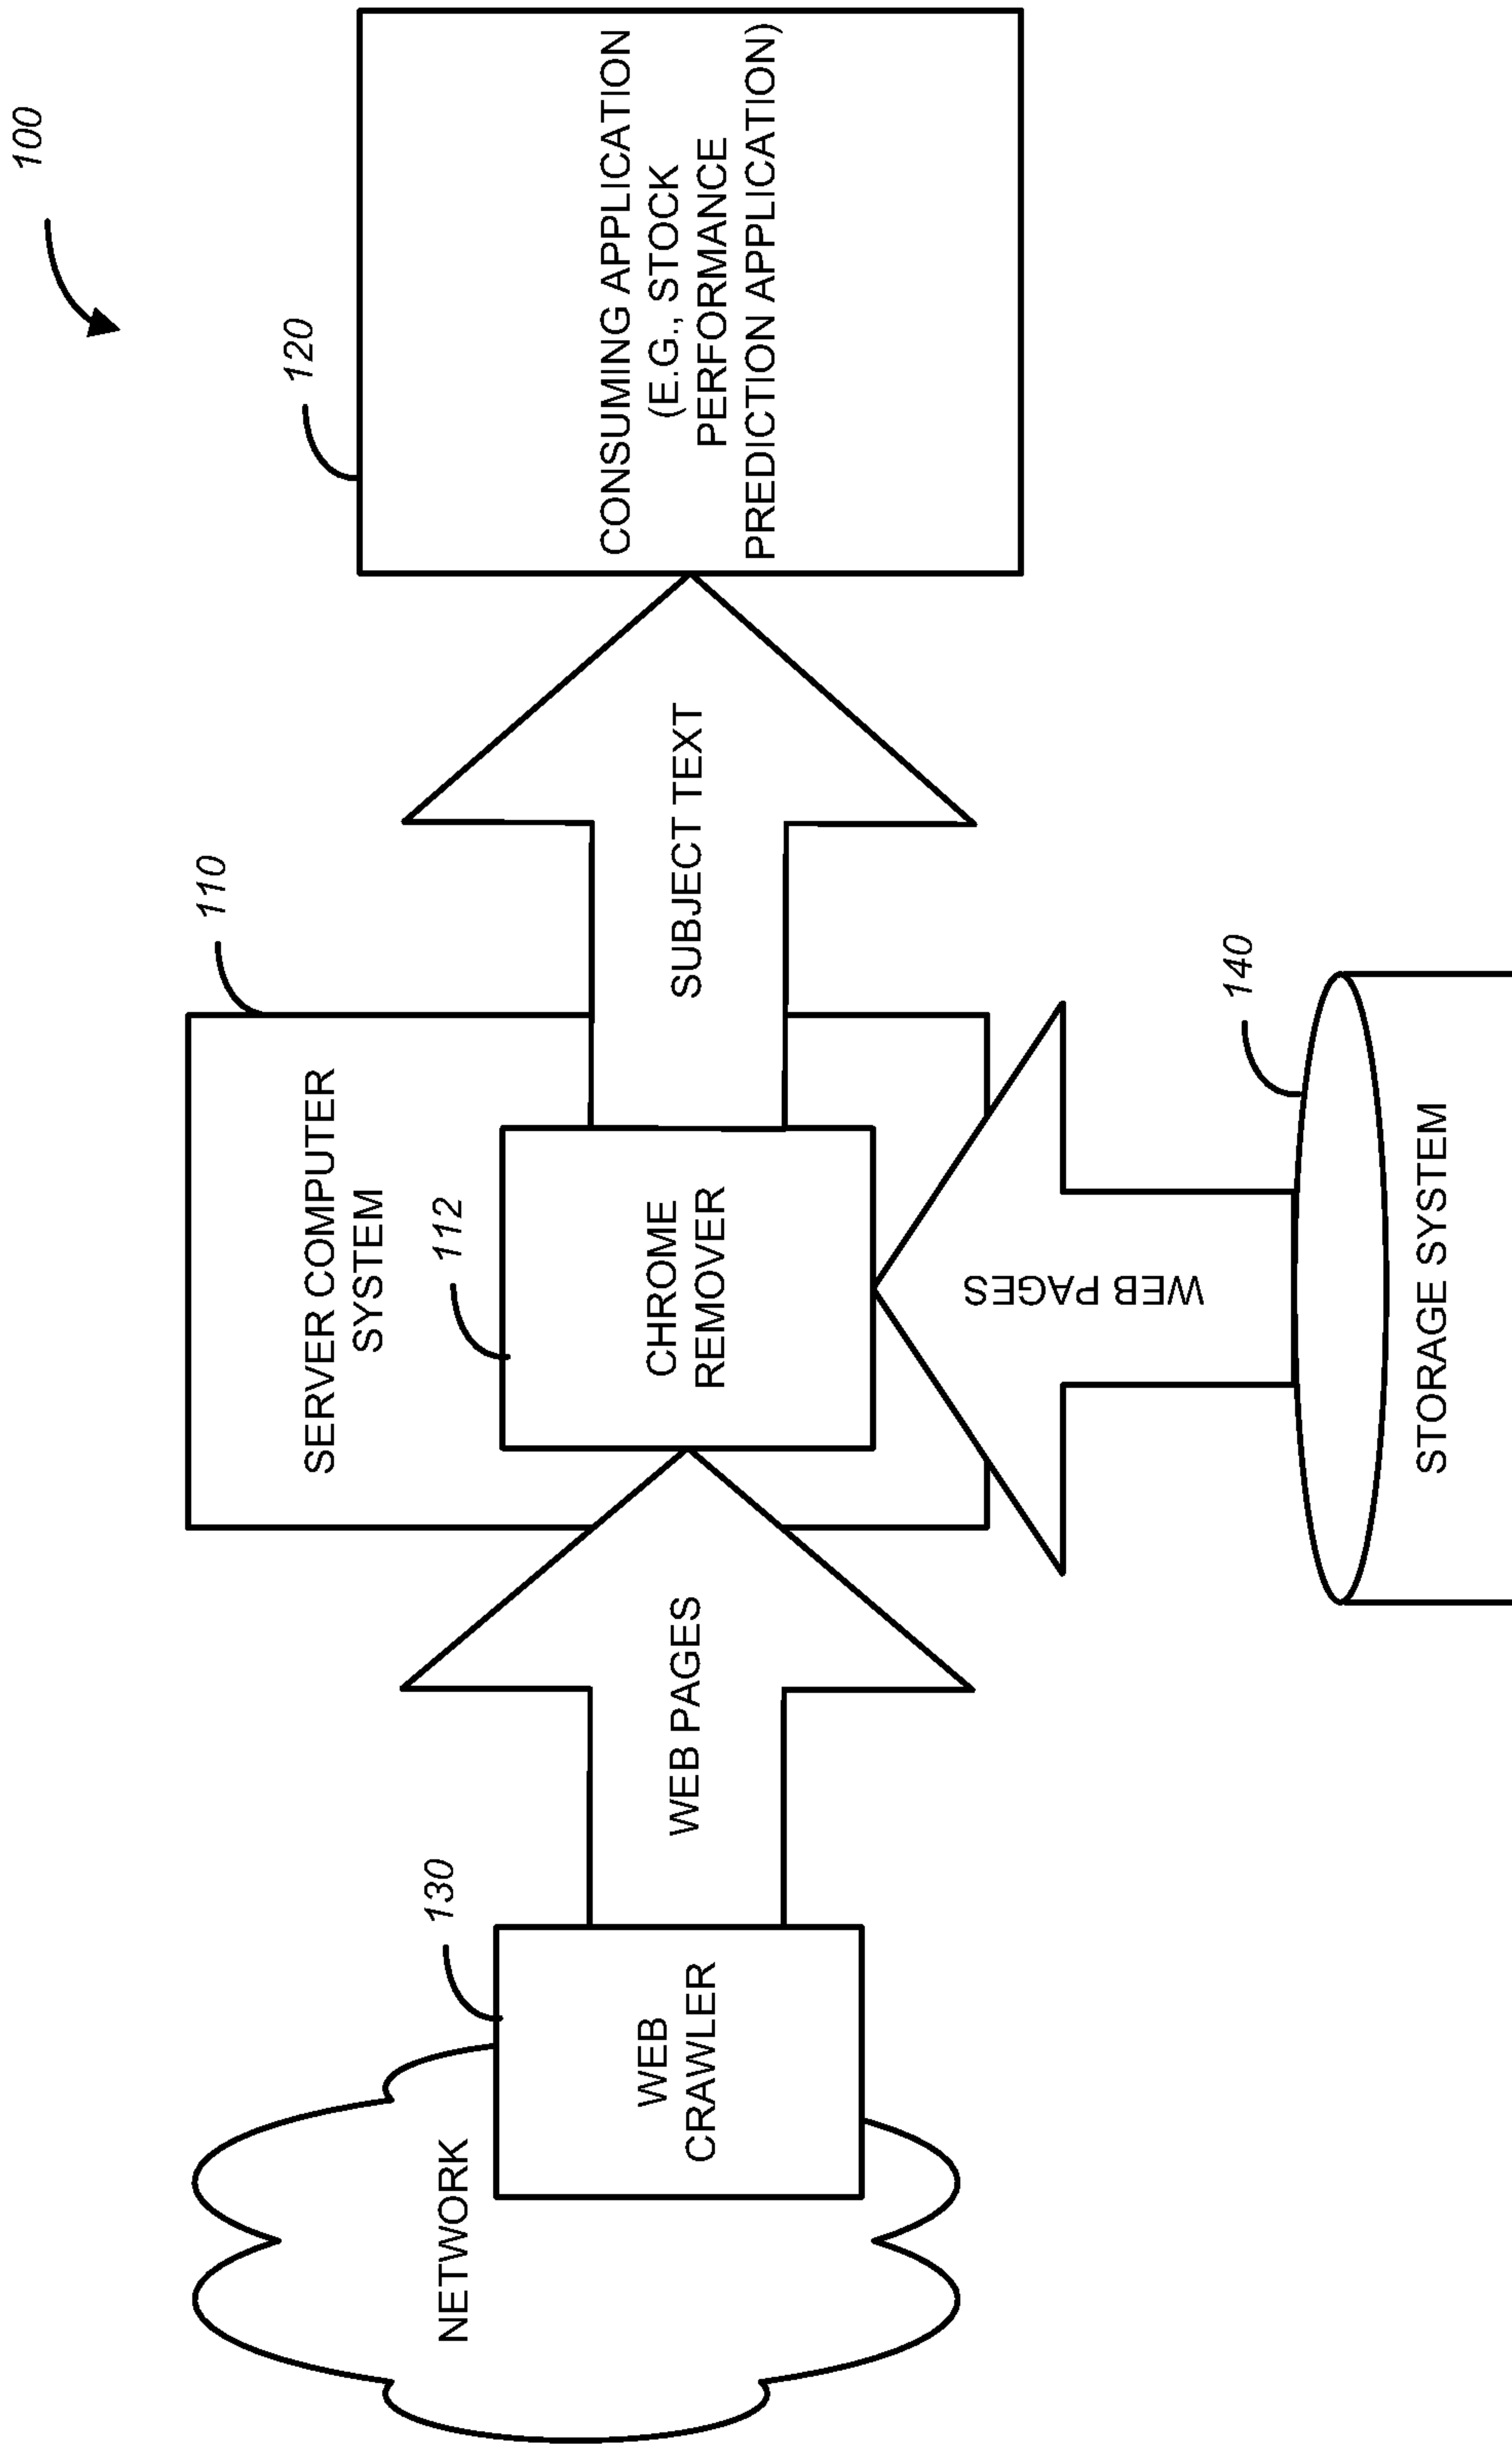 100
120
CONSUMING APPLICATION
(E.G., STOCK
PERFORMANCE
PREDICTION APPLICATION)
SUBJECT TEXT
110
SERVER COMPUTER
SYSTEM
112
CHROME
REMOVER
WEB PAGES
140
STORAGE SYSTEM
WEB PAGES
130
WEB
CRAWLER
NETWORK